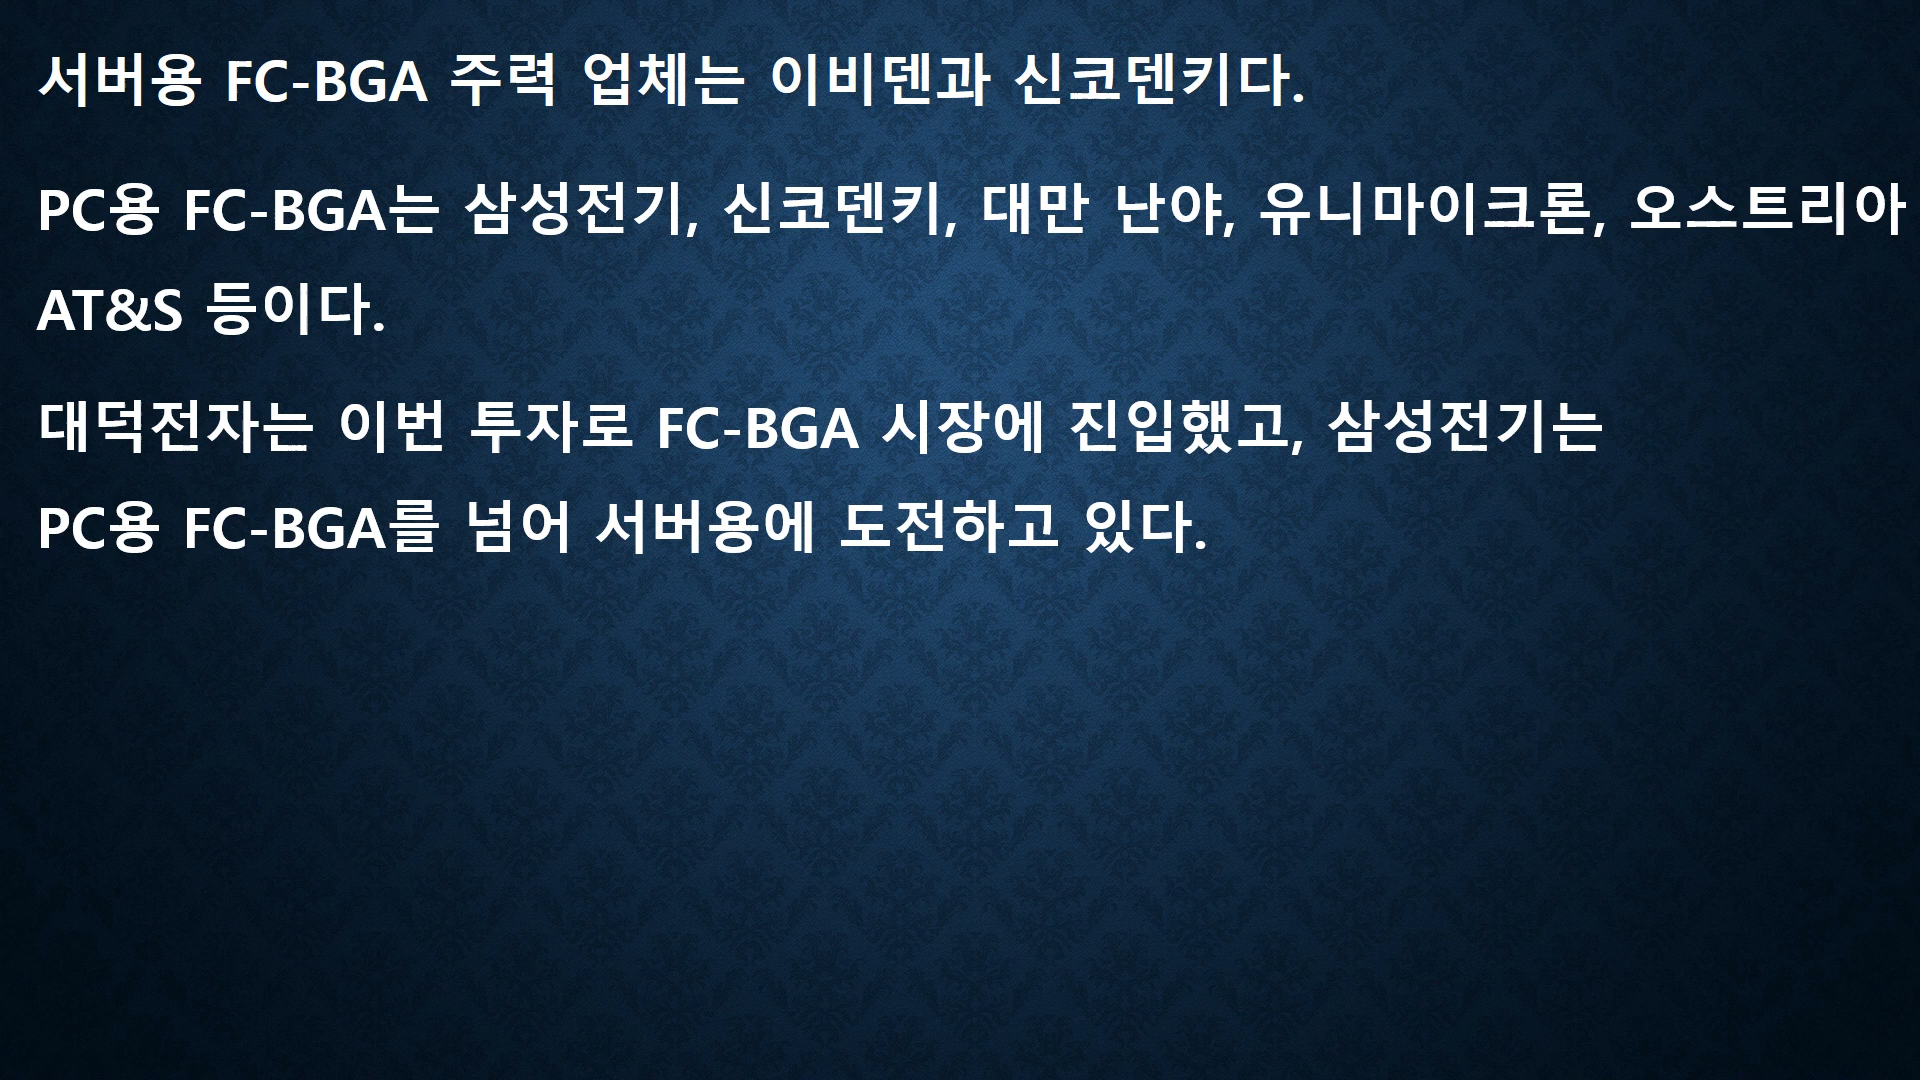 서버용 FC-BGA 주력 업체는 이비덴과 신코덴키다.
PC용 FC-BGA는 삼성전기, 신코덴키, 대만 난야, 유니마이크론, 오스트리아
AT&S 등이다.
대덕전자는 이번 투자로 FC-BGA 시장에 진입했고, 삼성전기는
PC용 FC-BGA를 넘어 서버용에 도전하고 있다.